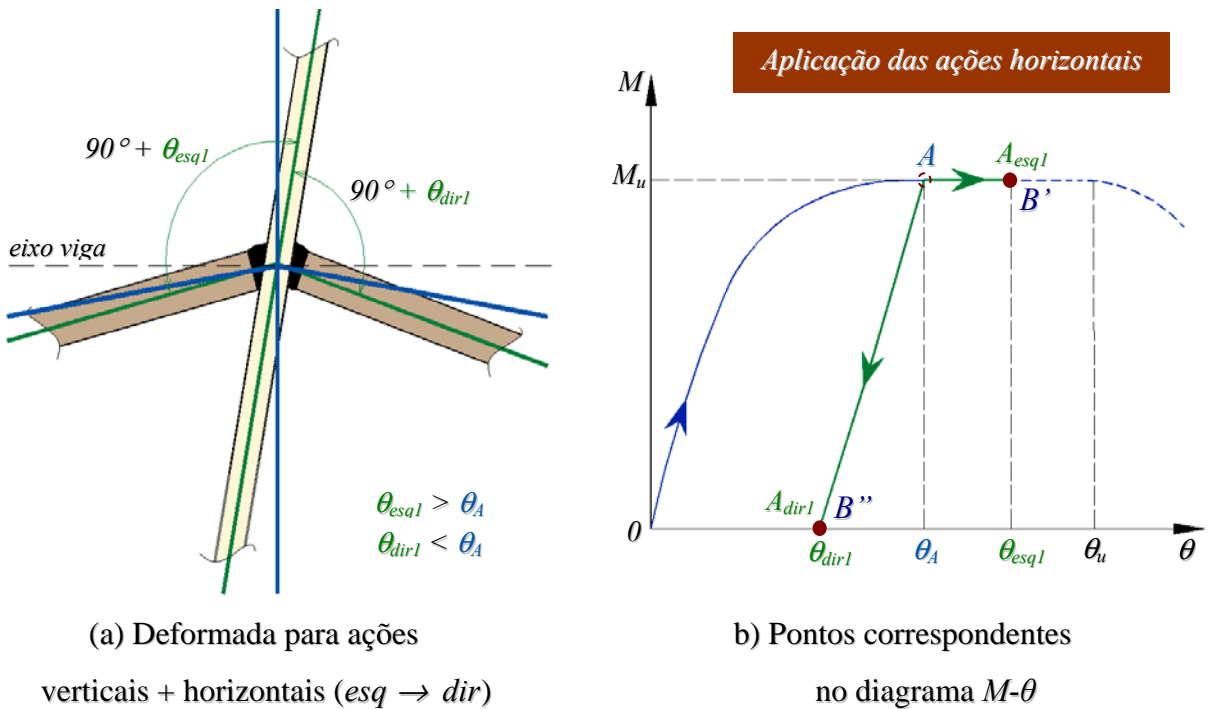 Aplicação das ações horizontais
90° + θesq1
90° + θdir1
eixo viga
θesq1 > θA
θdir1 < θA
M
Mu
A
Aesq1
B’
Adir1
B’’
0
θdir1
θA
θesq1
θu
θ
(a) Deformada para ações
verticais + horizontais (esq → dir)
b) Pontos correspondentes
no diagrama M-θ